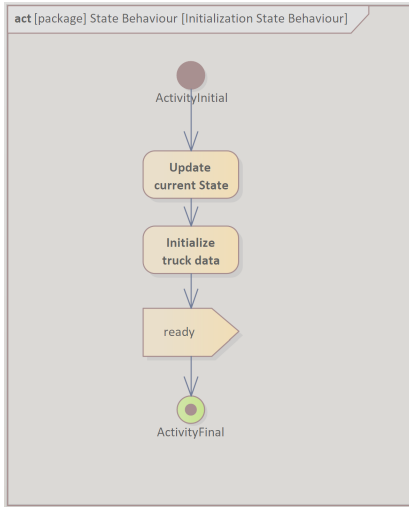 act [package] State Behaviour [Initialization State Behaviour]
ActivityInitial
Update
current State
Initialize
truck data
ready
ActivityFinal